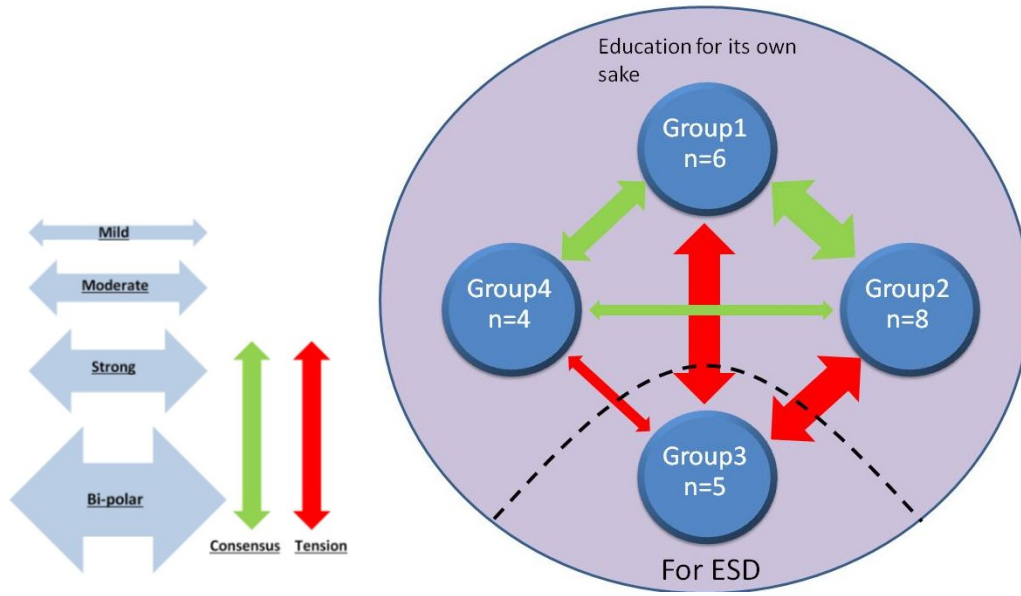 Education for its own
sake
Group1
n=6
Group4
n=4
Group2
n=8
Group3
n=5
For ESD
Mild
Moderate
Strong
Bi-polar
Consensus
Tension